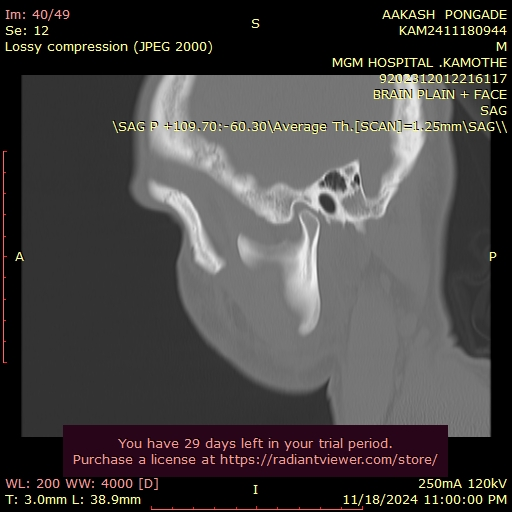 Im: 40/49
Se: 12
Lossy compression (JPEG 2000)
S
AAKASH PONGADE
KAM2411180944
M
MGM HOSPITAL .KAMOTHE
9202812012216117
BRAIN PLAIN + FACE
SAG
\SAG P +109.70:-60.30\Average Th.[SCAN]=1.25mm\SAG\\
A
P
You have 29 days left in your trial period.
Purchase a license at https://radiantviewer.com/store/
WL: 200 WW: 4000 [D]
T: 3.0mm L: 38.9mm
I
250mA 120kV
11/18/2024 11:00:00 PM